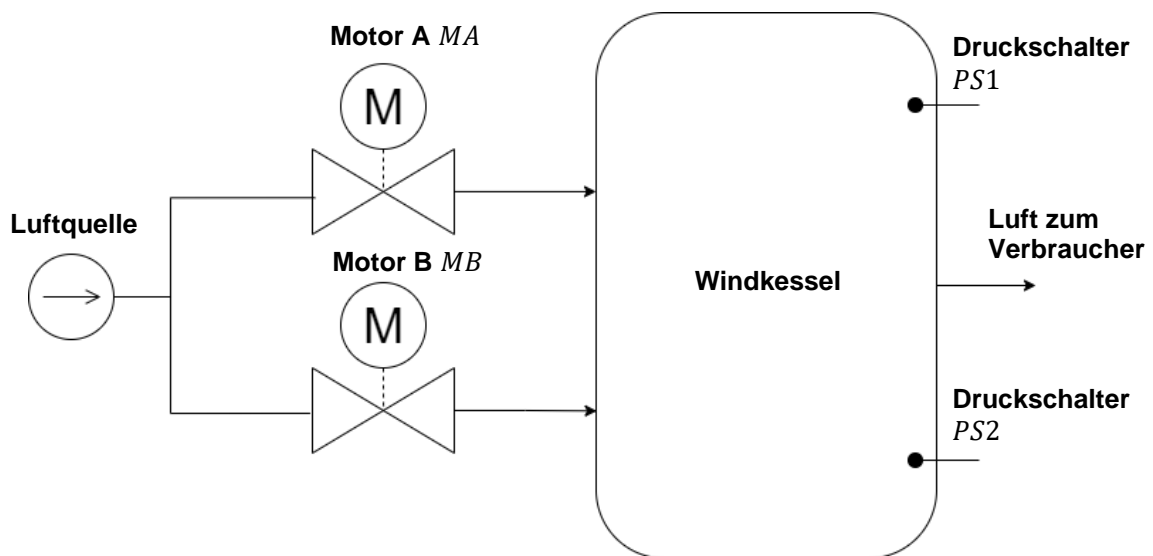 Motor A MA
M
Druckschalter
PS1
Luftquelle
Motor B MB
M
Windkessel
Luft zum
Verbraucher
Druckschalter
PS2